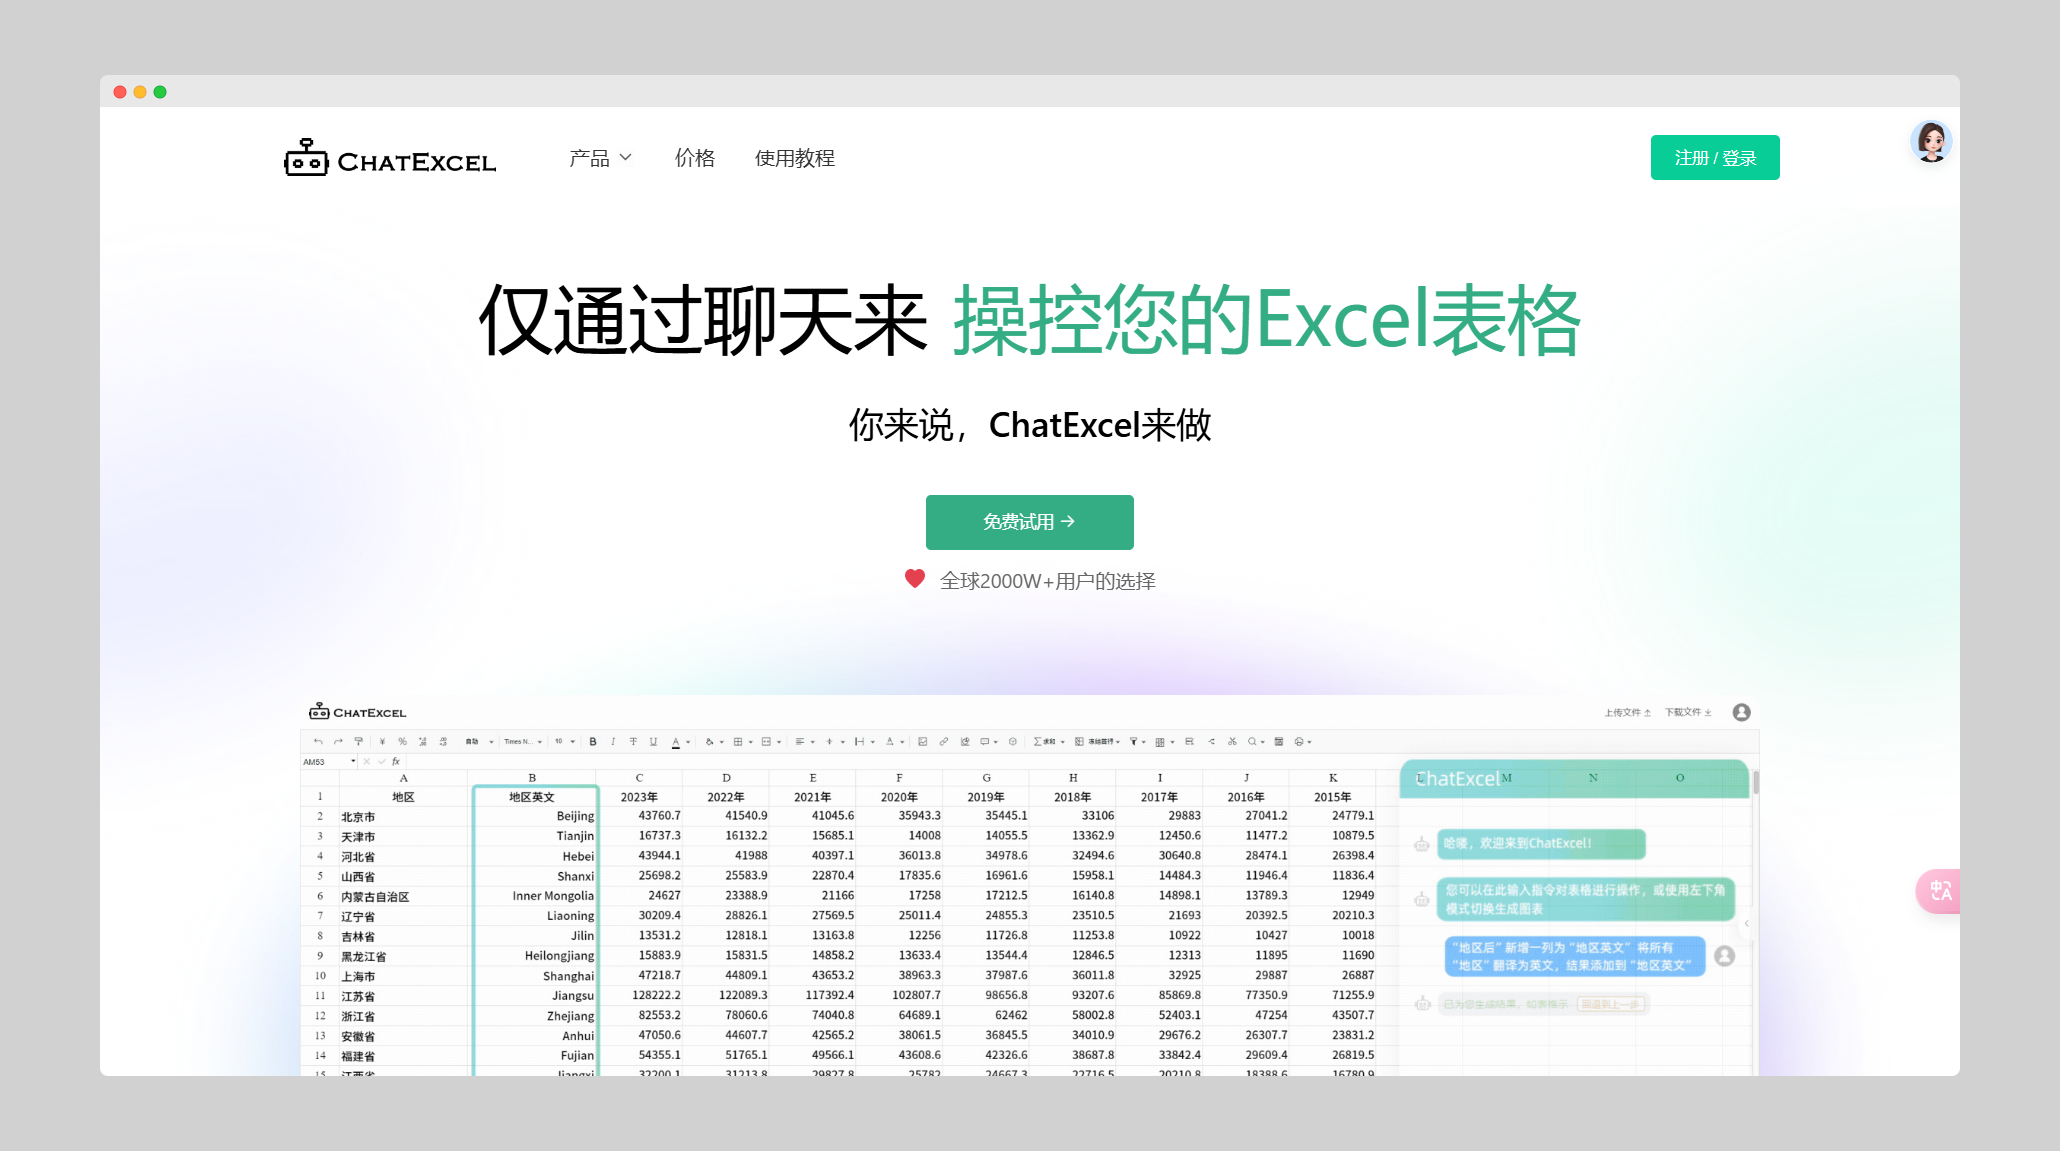 CHATEXCEL 产品 价格 使用教程 注册 / 登录
仅通过聊天来 操控您的Excel表格
你来说，ChatExcel来做
免费试用 →
全球2000W+用户的选择
CHATEXCEL 上传文件 下载文件
¥ % 自动 Times N... 10 B I U A 求和
AM53 fx
A B C D E F G H I J K L M N O
1 地区 地区英文 2023年 2022年 2021年 2020年 2019年 2018年 2017年 2016年 2015年
2 北京市 Beijing 43760.7 41540.9 41045.6 35943.3 35445.1 33106 29883 27041.2 24779.1
3 天津市 Tianjin 16737.3 16132.2 15685.1 14008 14055.5 13362.9 12450.6 11477.2 10879.5
4 河北省 Hebei 43944.1 41988 40397.1 36013.8 34978.6 32494.6 30640.8 28474.1 26398.4
5 山西省 Shanxi 25698.2 25583.9 22870.4 17835.6 16961.6 15958.1 14484.3 11946.4 11836.4
6 内蒙古自治区 Inner Mongolia 24627 23388.9 21166 17258 17212.5 16140.8 14898.1 13789.3 12949
7 辽宁省 Liaoning 30209.4 28826.1 27569.5 25011.4 24855.3 23510.5 21693 20392.5 20210.3
8 吉林省 Jilin 13531.2 12818.1 13163.8 12256 11726.8 11253.8 10922 10427 10018
9 黑龙江省 Heilongjiang 15883.9 15831.5 14858.2 13633.4 13544.4 12846.5 12313 11895 11690
10 上海市 Shanghai 47218.7 44809.1 43653.2 38963.3 37987.6 36011.8 32925 29887 26887
11 江苏省 Jiangsu 128222.2 122089.3 117392.4 102807.7 98656.8 93207.6 85869.8 77350.9 71255.9
12 浙江省 Zhejiang 82553.2 78060.6 74040.8 64689.1 62462 58002.8 52403.1 47254 43507.7
13 安徽省 Anhui 47050.6 44607.7 42565.2 38061.5 36845.5 34010.9 29676.2 26307.7 23831.2
14 福建省 Fujian 54355.1 51765.1 49566.1 43608.6 42326.6 38687.8 33842.4 29609.4 26819.5
15 江西省 Jiangxi 32200.1 31213.8 29827.8 25782 24667.3 22716.5 20210.8 18388.6 16780.9
ChatExcel
哈喽，欢迎来到ChatExcel！
您可以在此输入指令对表格进行操作，或使用左下角
模式切换生成图表
“地区后”新增一列为“地区英文” 将所有
“地区”翻译为英文，结果添加到“地区英文”
已为您生成结果，如表格示 回退到上一步
中 A